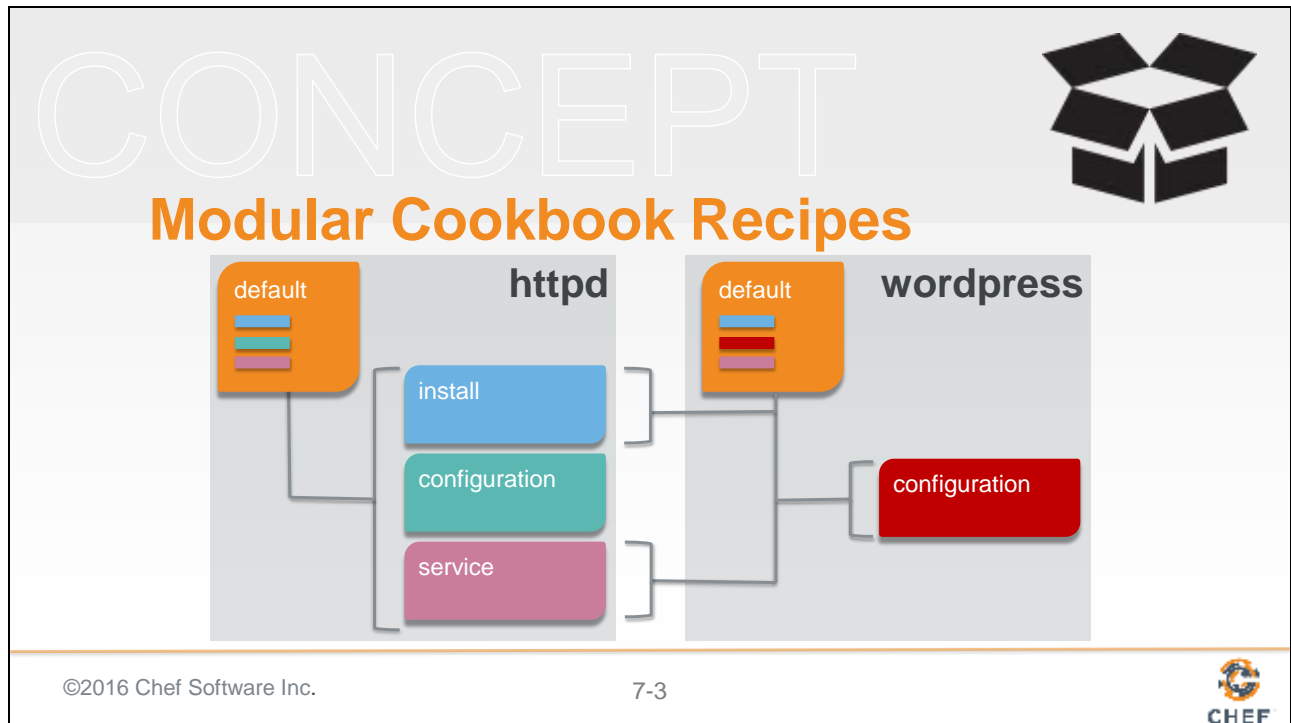 CONCEPT
Modular Cookbook Recipes
default
httpd
install
configuration
service
default
wordpress
configuration
©2016 Chef Software Inc.
7-3
CHEF